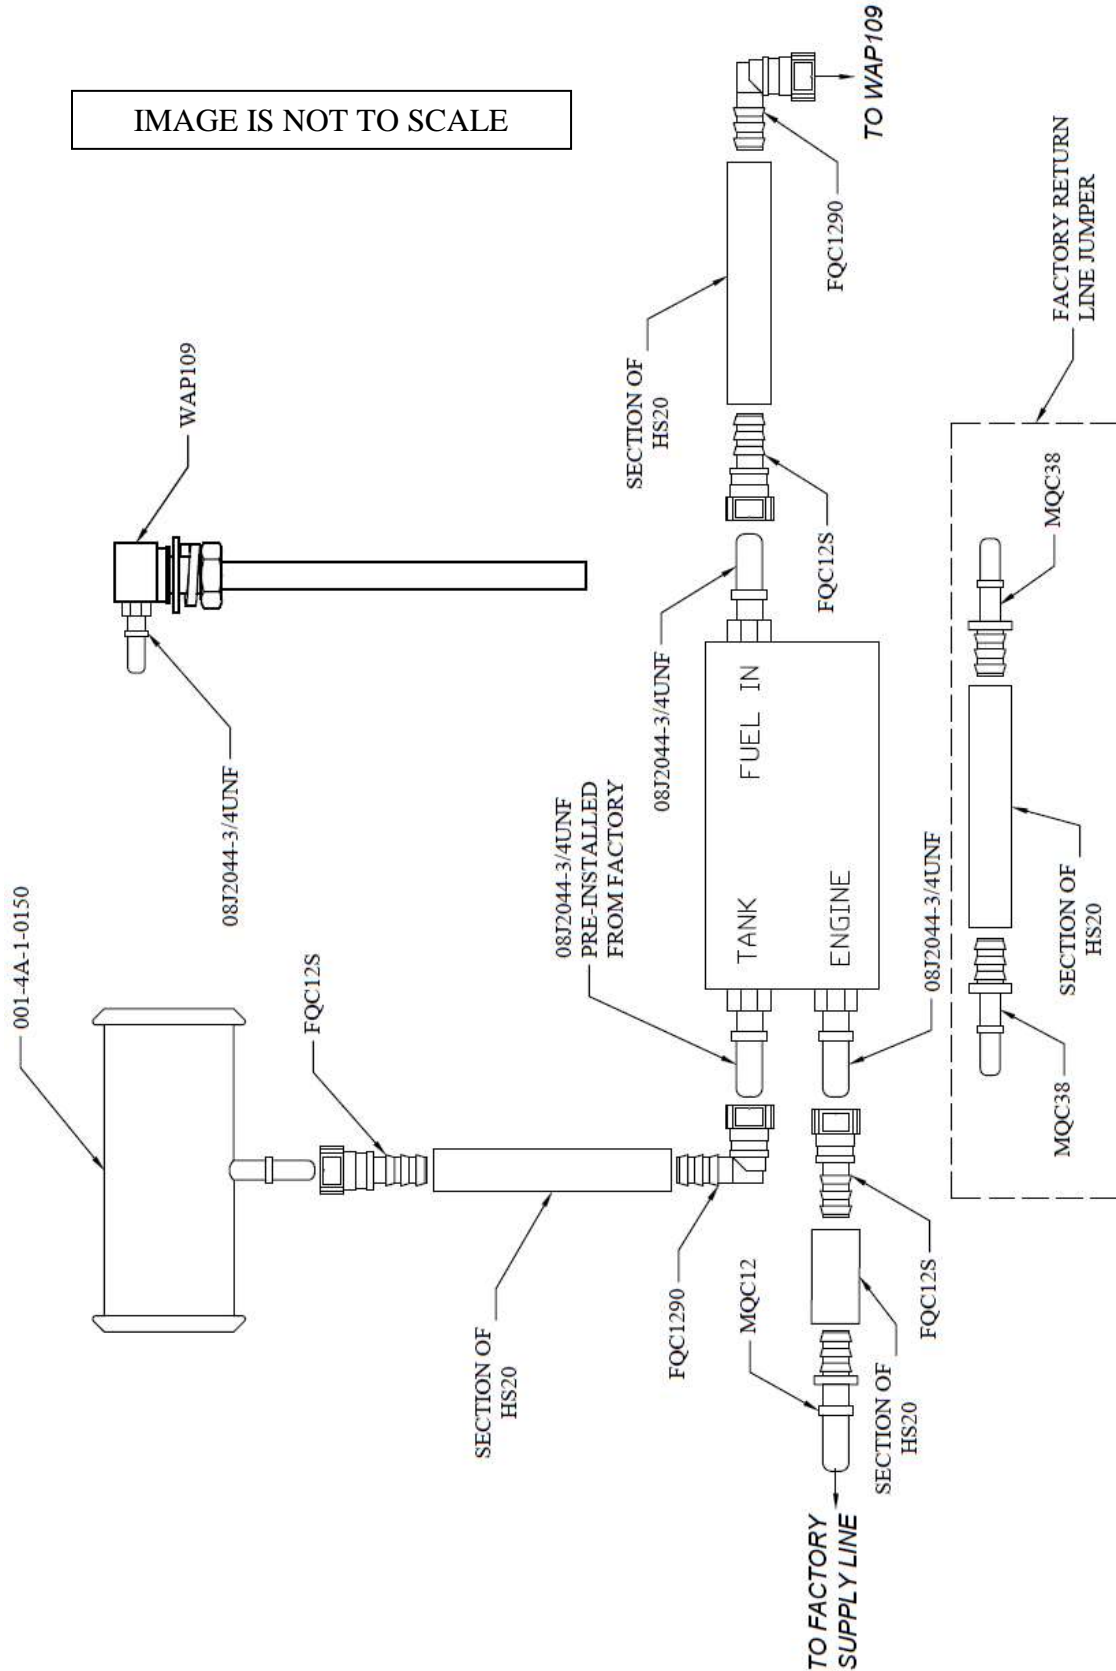 IMAGE IS NOT TO SCALE
001-4A-1-0150
FQC12S
SECTION OF
HS20
FQC1290
MQC12
SECTION OF
HS20
FQC12S
TO FACTORY
SUPPLY LINE
08J2044-3/4UNF
WAP109
08J2044-3/4UNF
PRE-INSTALLED
FROM FACTORY
TANK
FUEL IN
ENGINE
08J2044-3/4UNF
08J2044-3/4UNF
FQC12S
SECTION OF
HS20
FQC1290
TO WAP109
FACTORY RETURN
LINE JUMPER
MQC38
SECTION OF
HS20
MQC38